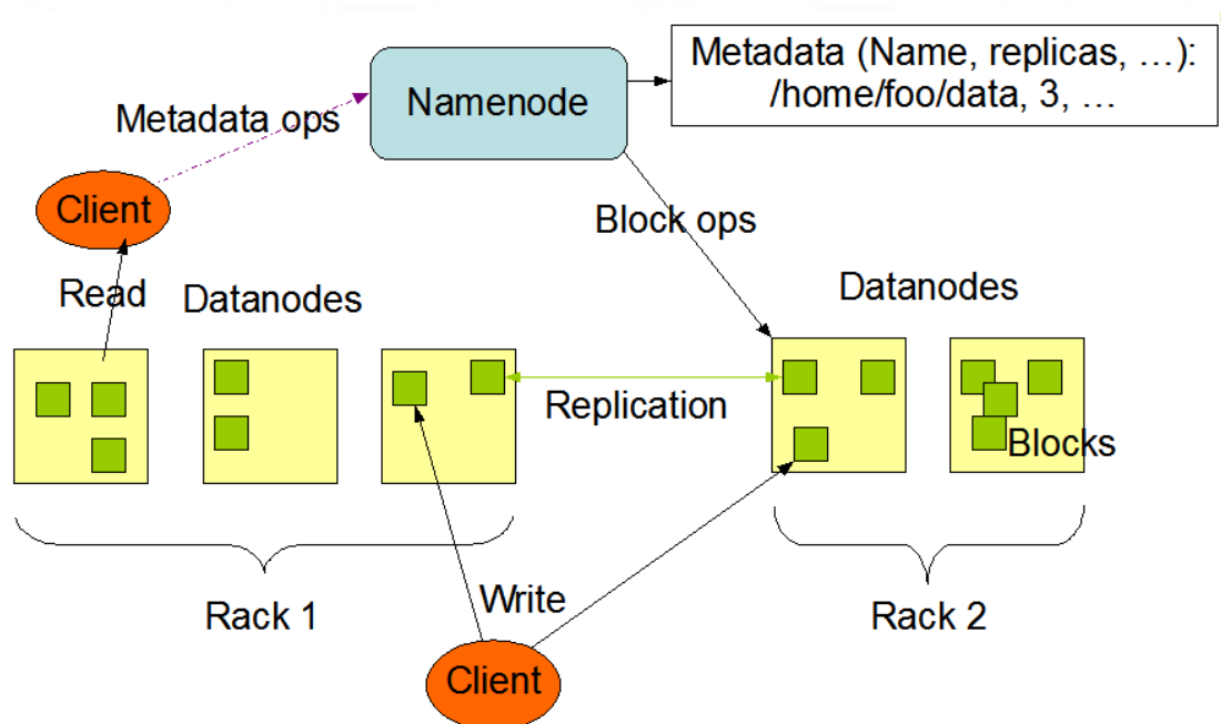 Metadata (Name, replicas, …):
/home/foo/data, 3, …
Namenode
Metadata ops
Client
Block ops
Read
Datanodes
Datanodes
Replication
Blocks
Rack 1
Write
Rack 2
Client